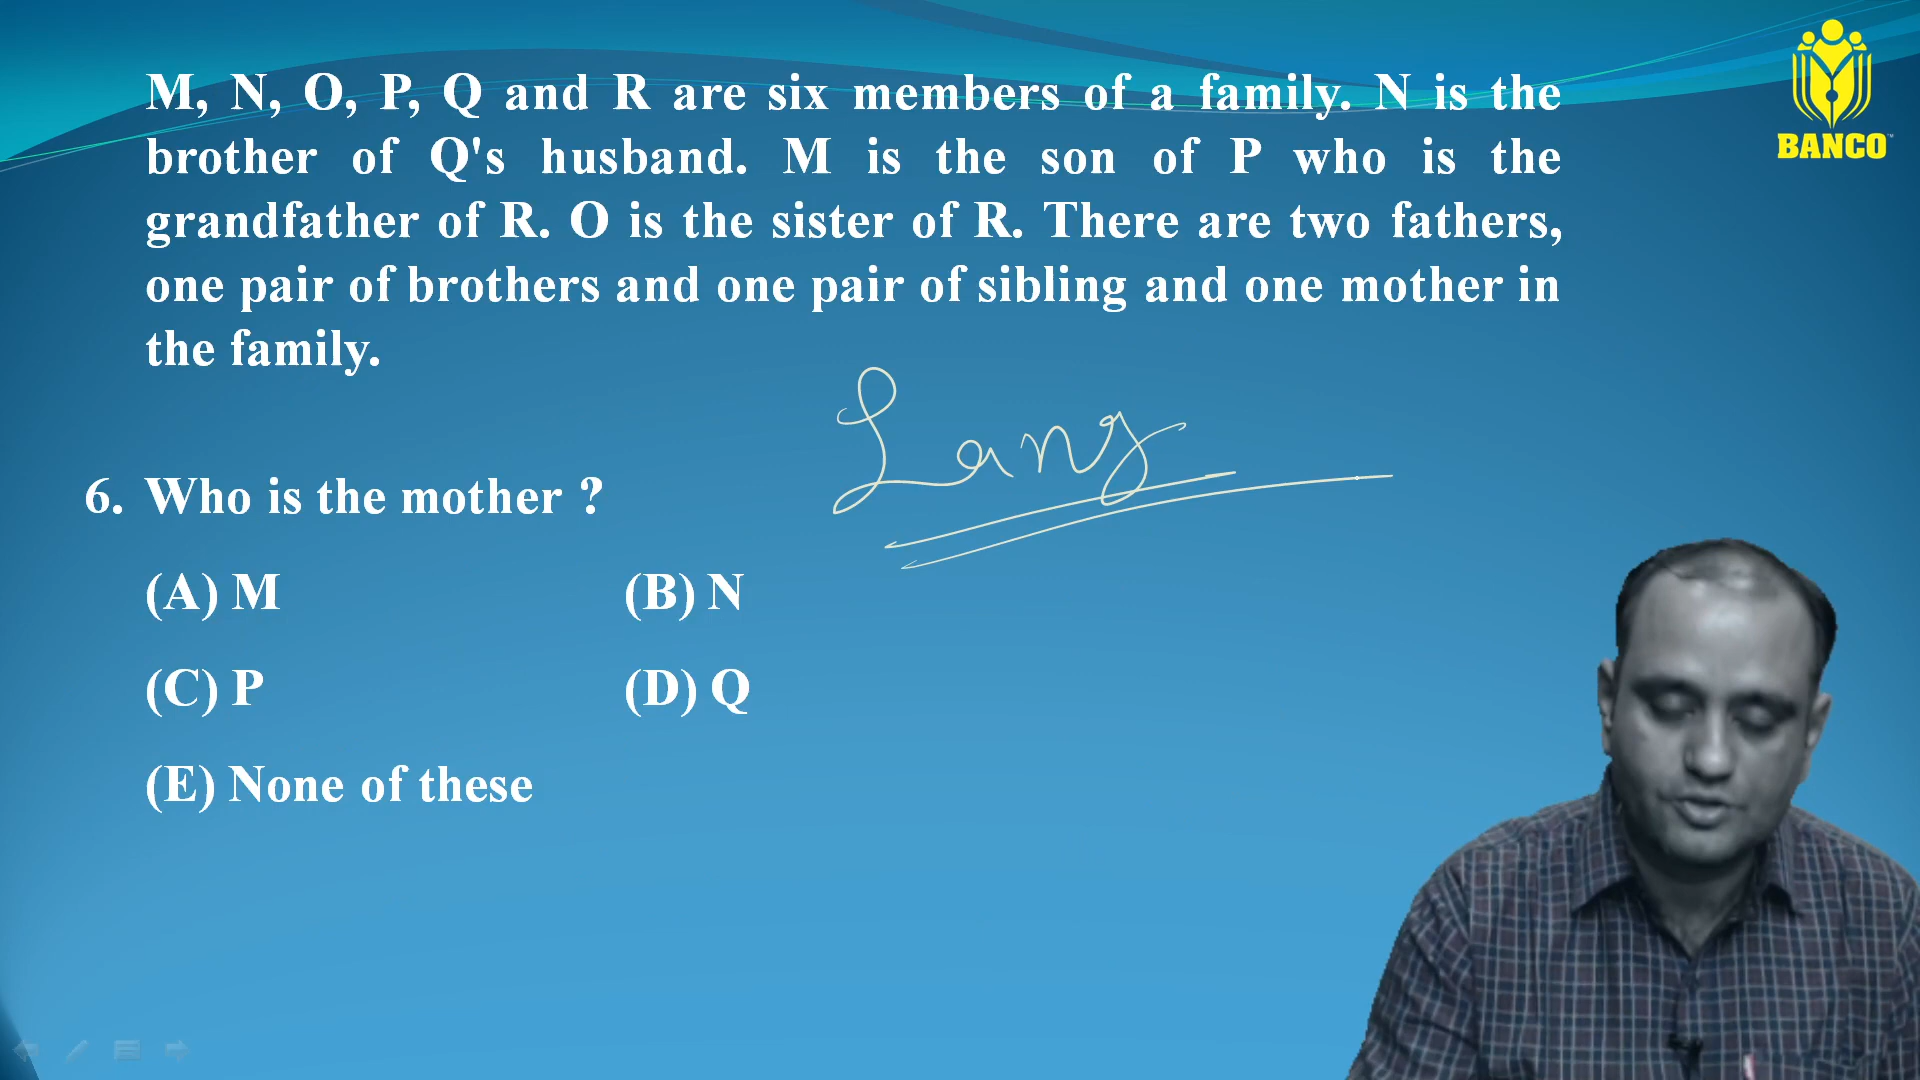 M, N, O, P, Q and R are six members of a family. N is the
brother of Q's husband. M is the son of P who is the
grandfather of R. O is the sister of R. There are two fathers,
one pair of brothers and one pair of sibling and one mother in
the family.
6. Who is the mother ?
(A) M (B) N
(C) P (D) Q
(E) None of these
BANCO™